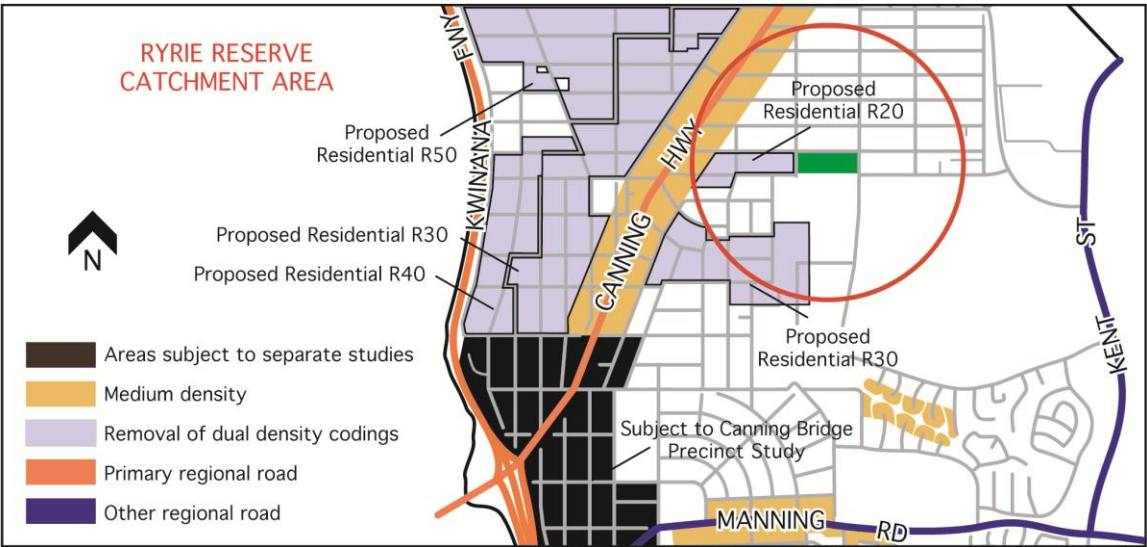 RYRIE RESERVE
CATCHMENT AREA
KWINANA FWY
Proposed
Residential R50
Proposed
Residential R20
CANNING HWY
N
Proposed Residential R30
Proposed Residential R40
Proposed
Residential R30
KENT ST
Subject to Canning Bridge
Precinct Study
MANNING RD
Areas subject to separate studies
Medium density
Removal of dual density codings
Primary regional road
Other regional road